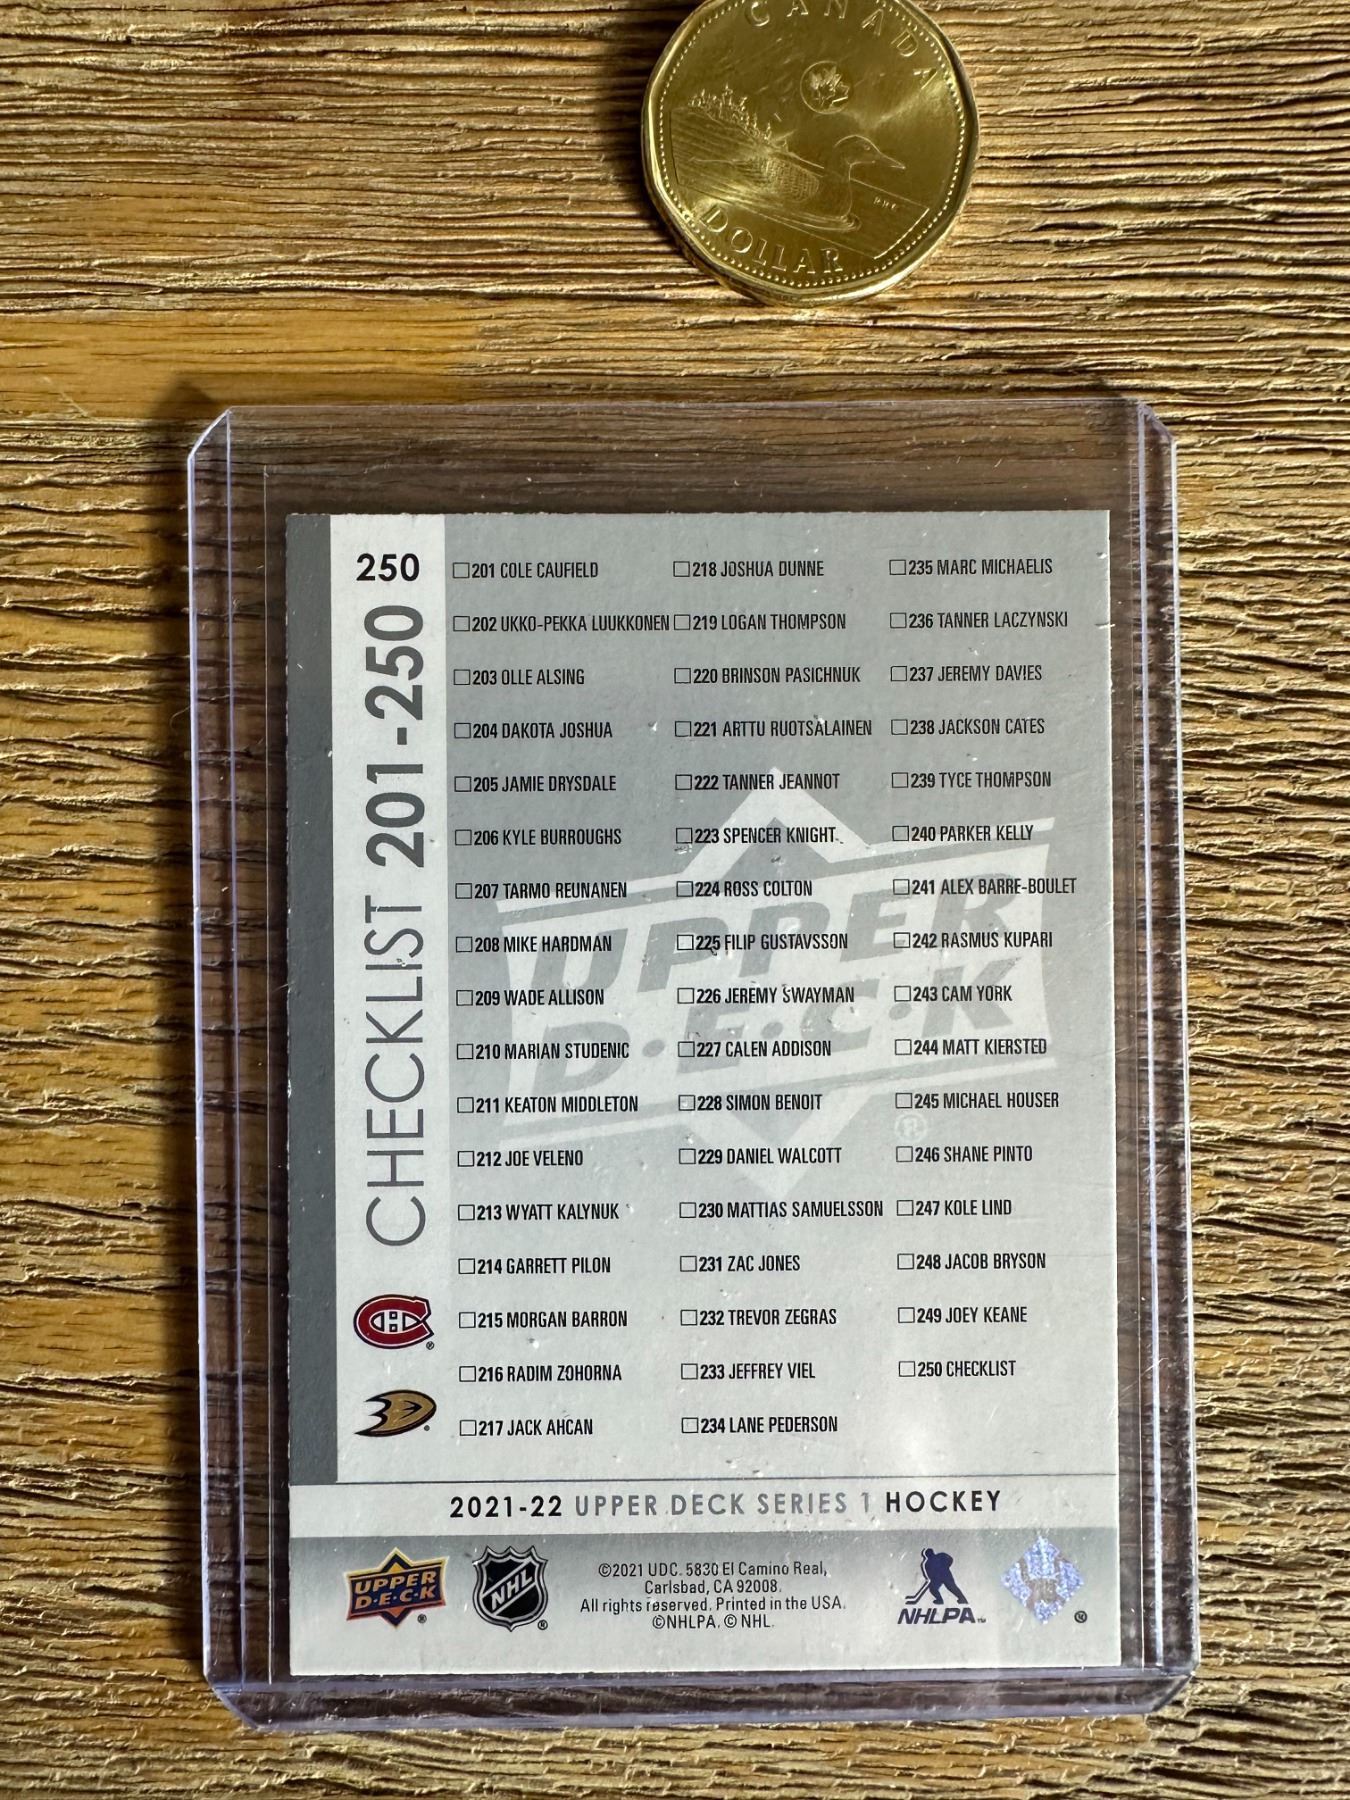 CANADA
DOLLAR
250
CHECKLIST 201-250
201 COLE CAUFIELD
202 UKKO-PEKKA LUUKKONEN
203 OLLE ALSING
204 DAKOTA JOSHUA
205 JAMIE DRYSDALE
206 KYLE BURROUGHS
207 TARMO REUNANEN
208 MIKE HARDMAN
209 WADE ALLISON
210 MARIAN STUDENIC
211 KEATON MIDDLETON
212 JOE VELENO
213 WYATT KALYNUK
214 GARRETT PILON
215 MORGAN BARRON
216 RADIM ZOHORNA
217 JACK AHCAN
218 JOSHUA DUNNE
219 LOGAN THOMPSON
220 BRINSON PASICHNUK
221 ARTTU RUOTSALAINEN
222 TANNER JEANNOT
223 SPENCER KNIGHT
224 ROSS COLTON
225 FILIP GUSTAVSSON
226 JEREMY SWAYMAN
227 CALEN ADDISON
228 SIMON BENOIT
229 DANIEL WALCOTT
230 MATTIAS SAMUELSSON
231 ZAC JONES
232 TREVOR ZEGRAS
233 JEFFREY VIEL
234 LANE PEDERSON
235 MARC MICHAELIS
236 TANNER LACZYNSKI
237 JEREMY DAVIES
238 JACKSON CATES
239 TYCE THOMPSON
240 PARKER KELLY
241 ALEX BARRE-BOULET
242 RASMUS KUPARI
243 CAM YORK
244 MATT KIERSTED
245 MICHAEL HOUSER
246 SHANE PINTO
247 KOLE LIND
248 JACOB BRYSON
249 JOEY KEANE
250 CHECKLIST
UPPER
D·E·C·K
®
2021-22 UPPER DECK SERIES 1 HOCKEY
UPPER
D·E·C·K
®
NHL
®
©2021 UDC. 5830 El Camino Real,
Carlsbad, CA 92008.
All rights reserved. Printed in the USA.
©NHLPA. © NHL.
NHLPA™
®